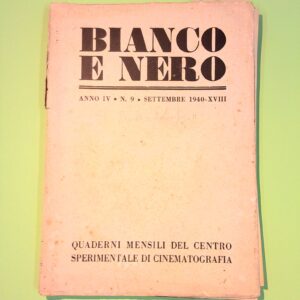 BIANCO
E NERO
ANNO IV • N. 9 • SETTEMBRE 1940-XVIII
QUADERNI MENSILI DEL CENTRO
SPERIMENTALE DI CINEMATOGRAFIA